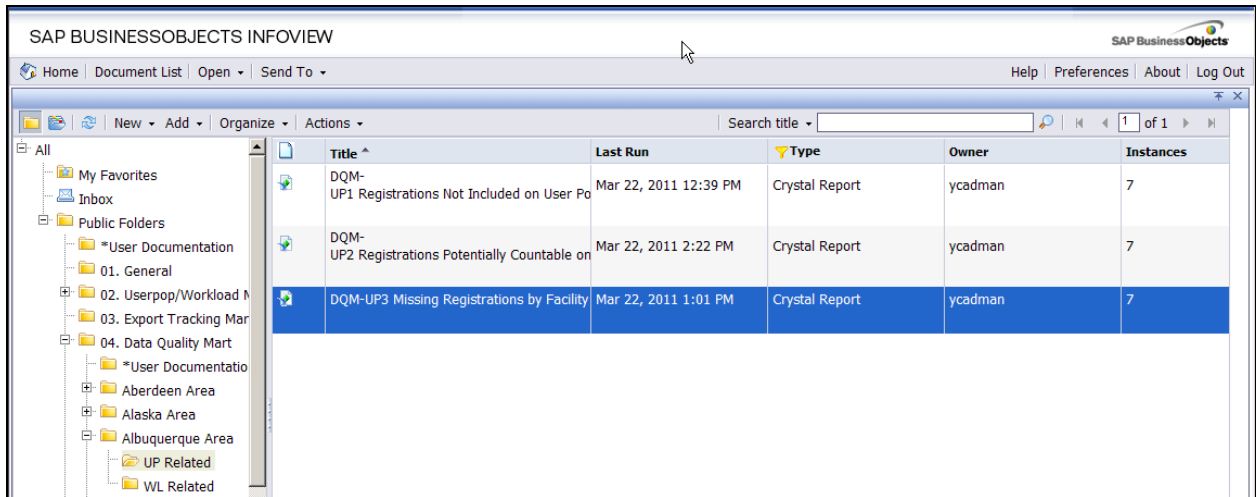 SAP BUSINESSOBJECTS INFOVIEW
SAP BusinessObjects
Home Document List Open Send To
Help Preferences About Log Out
New Add Organize Actions
Search title
1 of 1
All
My Favorites
Inbox
Public Folders
*User Documentation
01. General
02. Userpop/Workload
03. Export Tracking Mar
04. Data Quality Mart
*User Documentatio
Aberdeen Area
Alaska Area
Albuquerque Area
UP Related
WL Related
Title Last Run Type Owner Instances
DQM-
UP1 Registrations Not Included on User Po Mar 22, 2011 12:39 PM Crystal Report ycadman 7
DQM-
UP2 Registrations Potentially Countable on Mar 22, 2011 2:22 PM Crystal Report ycadman 7
DQM-UP3 Missing Registrations by Facility Mar 22, 2011 1:01 PM Crystal Report ycadman 7